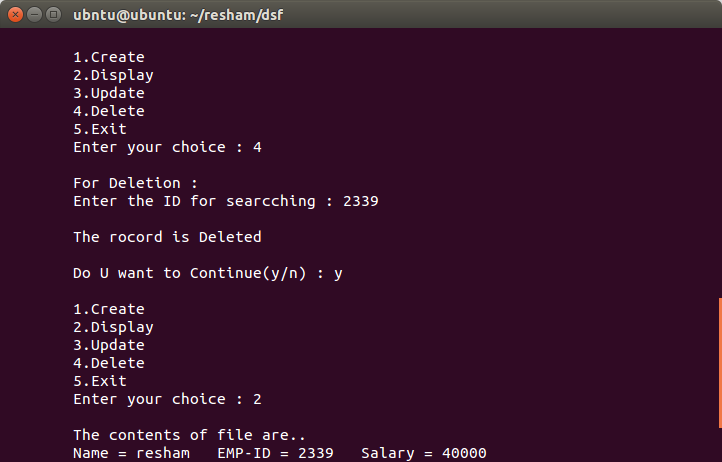 ubntu@ubuntu: ~/resham/dsf
1.Create
2.Display
3.Update
4.Delete
5.Exit
Enter your choice : 4
For Deletion :
Enter the ID for searcching : 2339
The rocord is Deleted
Do U want to Continue(y/n) : y
1.Create
2.Display
3.Update
4.Delete
5.Exit
Enter your choice : 2
The contents of file are..
Name = resham   EMP-ID = 2339   Salary = 40000